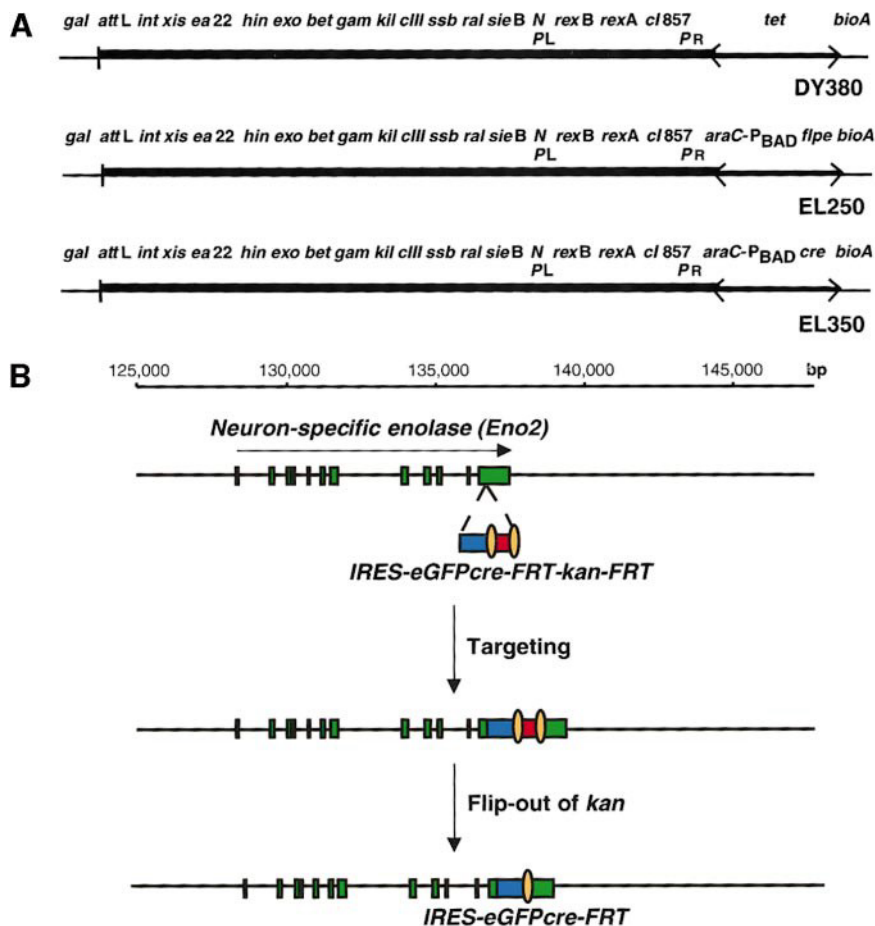 A
gal attL int xis ea22 hin exo bet gam kil cIII ssb ral sieB N rexB rexA cI857 tet bioA
PL PR
DY380
gal attL int xis ea22 hin exo bet gam kil cIII ssb ral sieB N rexB rexA cI857 araC-PBAD flpe bioA
PL PR
EL250
gal attL int xis ea22 hin exo bet gam kil cIII ssb ral sieB N rexB rexA cI857 araC-PBAD cre bioA
PL PR
EL350
B
125,000 130,000 135,000 140,000 145,000 bp
Neuron-specific enolase (Eno2)
IRES-eGFPcre-FRT-kan-FRT
Targeting
Flip-out of kan
IRES-eGFPcre-FRT